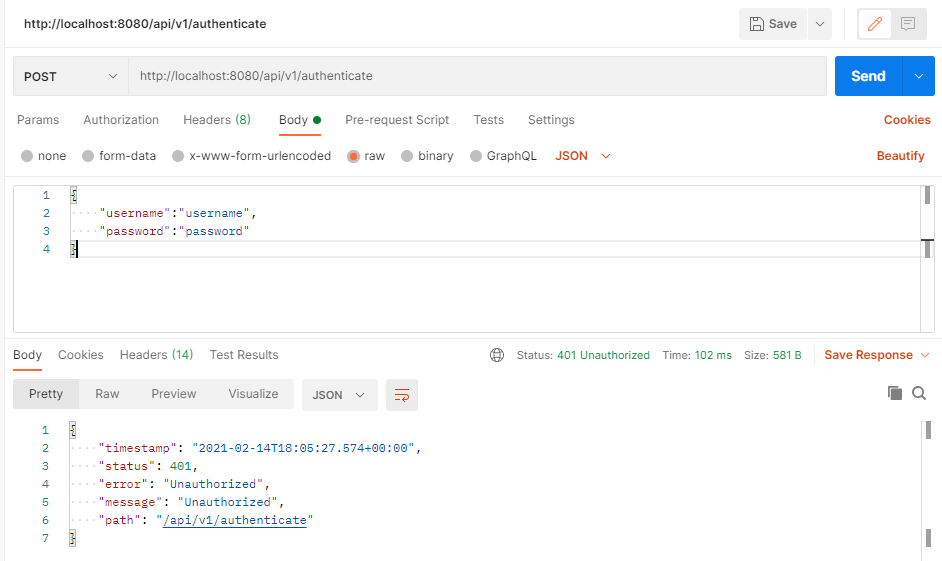 http://localhost:8080/api/v1/authenticate Save
POST http://localhost:8080/api/v1/authenticate Send
Params Authorization Headers (8) Body Pre-request Script Tests Settings Cookies
none form-data x-www-form-urlencoded raw binary GraphQL JSON Beautify
1 {
2 ····"username":"username",
3 ····"password":"password"
4 }
Body Cookies Headers (14) Test Results Status: 401 Unauthorized Time: 102 ms Size: 581 B Save Response
Pretty Raw Preview Visualize JSON
1 {
2 ····"timestamp": "2021-02-14T18:05:27.574+00:00",
3 ····"status": 401,
4 ····"error": "Unauthorized",
5 ····"message": "Unauthorized",
6 ····"path": "/api/v1/authenticate"
7 }